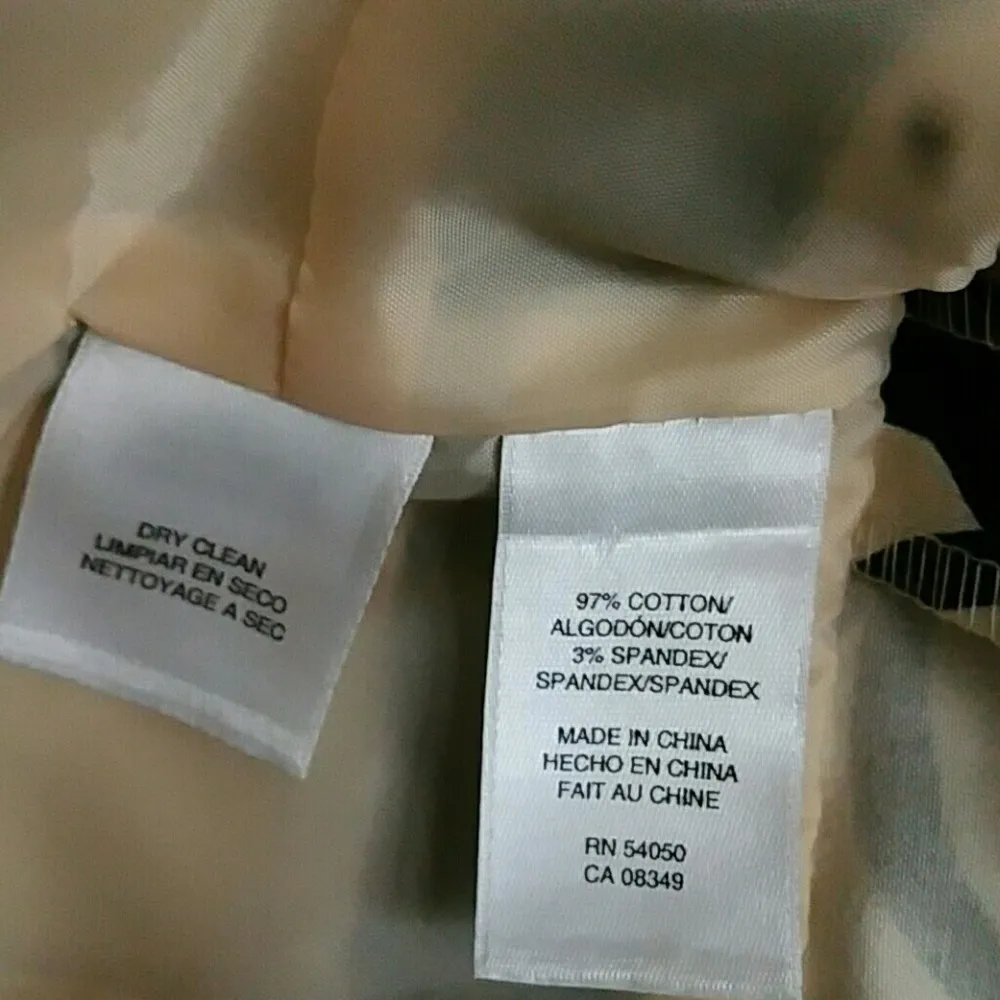 DRY CLEAN
LIMPIAR EN SECO
NETTOYAGE A SEC
97% COTTON/
ALGODÓN/COTON
3% SPANDEX/
SPANDEX/SPANDEX
MADE IN CHINA
HECHO EN CHINA
FAIT AU CHINE
RN 54050
CA 08349